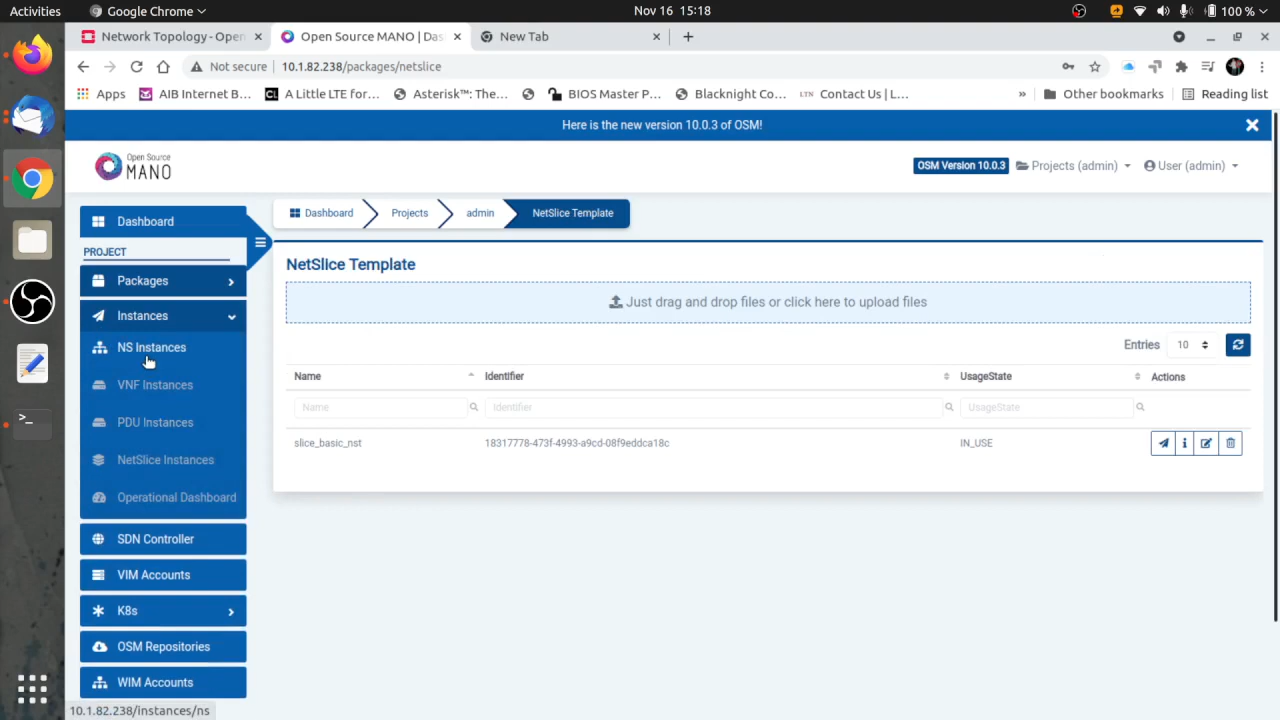 Activities
Google Chrome
Nov 16 15:18
100 %
Network Topology - Open
Open Source MANO | Das
New Tab
Not secure
10.1.82.238/packages/netslice
Apps
AIB Internet B…
A Little LTE for…
Asterisk™: The…
BIOS Master P…
Blacknight Co…
LTN
Contact Us | L…
»
Other bookmarks
Reading list
Here is the new version 10.0.3 of OSM!
Open Source
MANO
OSM Version 10.0.3
Projects (admin)
User (admin)
Dashboard
PROJECT
Packages
Instances
NS Instances
VNF Instances
PDU Instances
NetSlice Instances
Operational Dashboard
SDN Controller
VIM Accounts
K8s
OSM Repositories
WIM Accounts
Dashboard
Projects
admin
NetSlice Template
NetSlice Template
Just drag and drop files or click here to upload files
Entries
10
Name
Identifier
UsageState
Actions
Name
Identifier
UsageState
slice_basic_nst
18317778-473f-4993-a9cd-08f9eddca18c
IN_USE
10.1.82.238/instances/ns